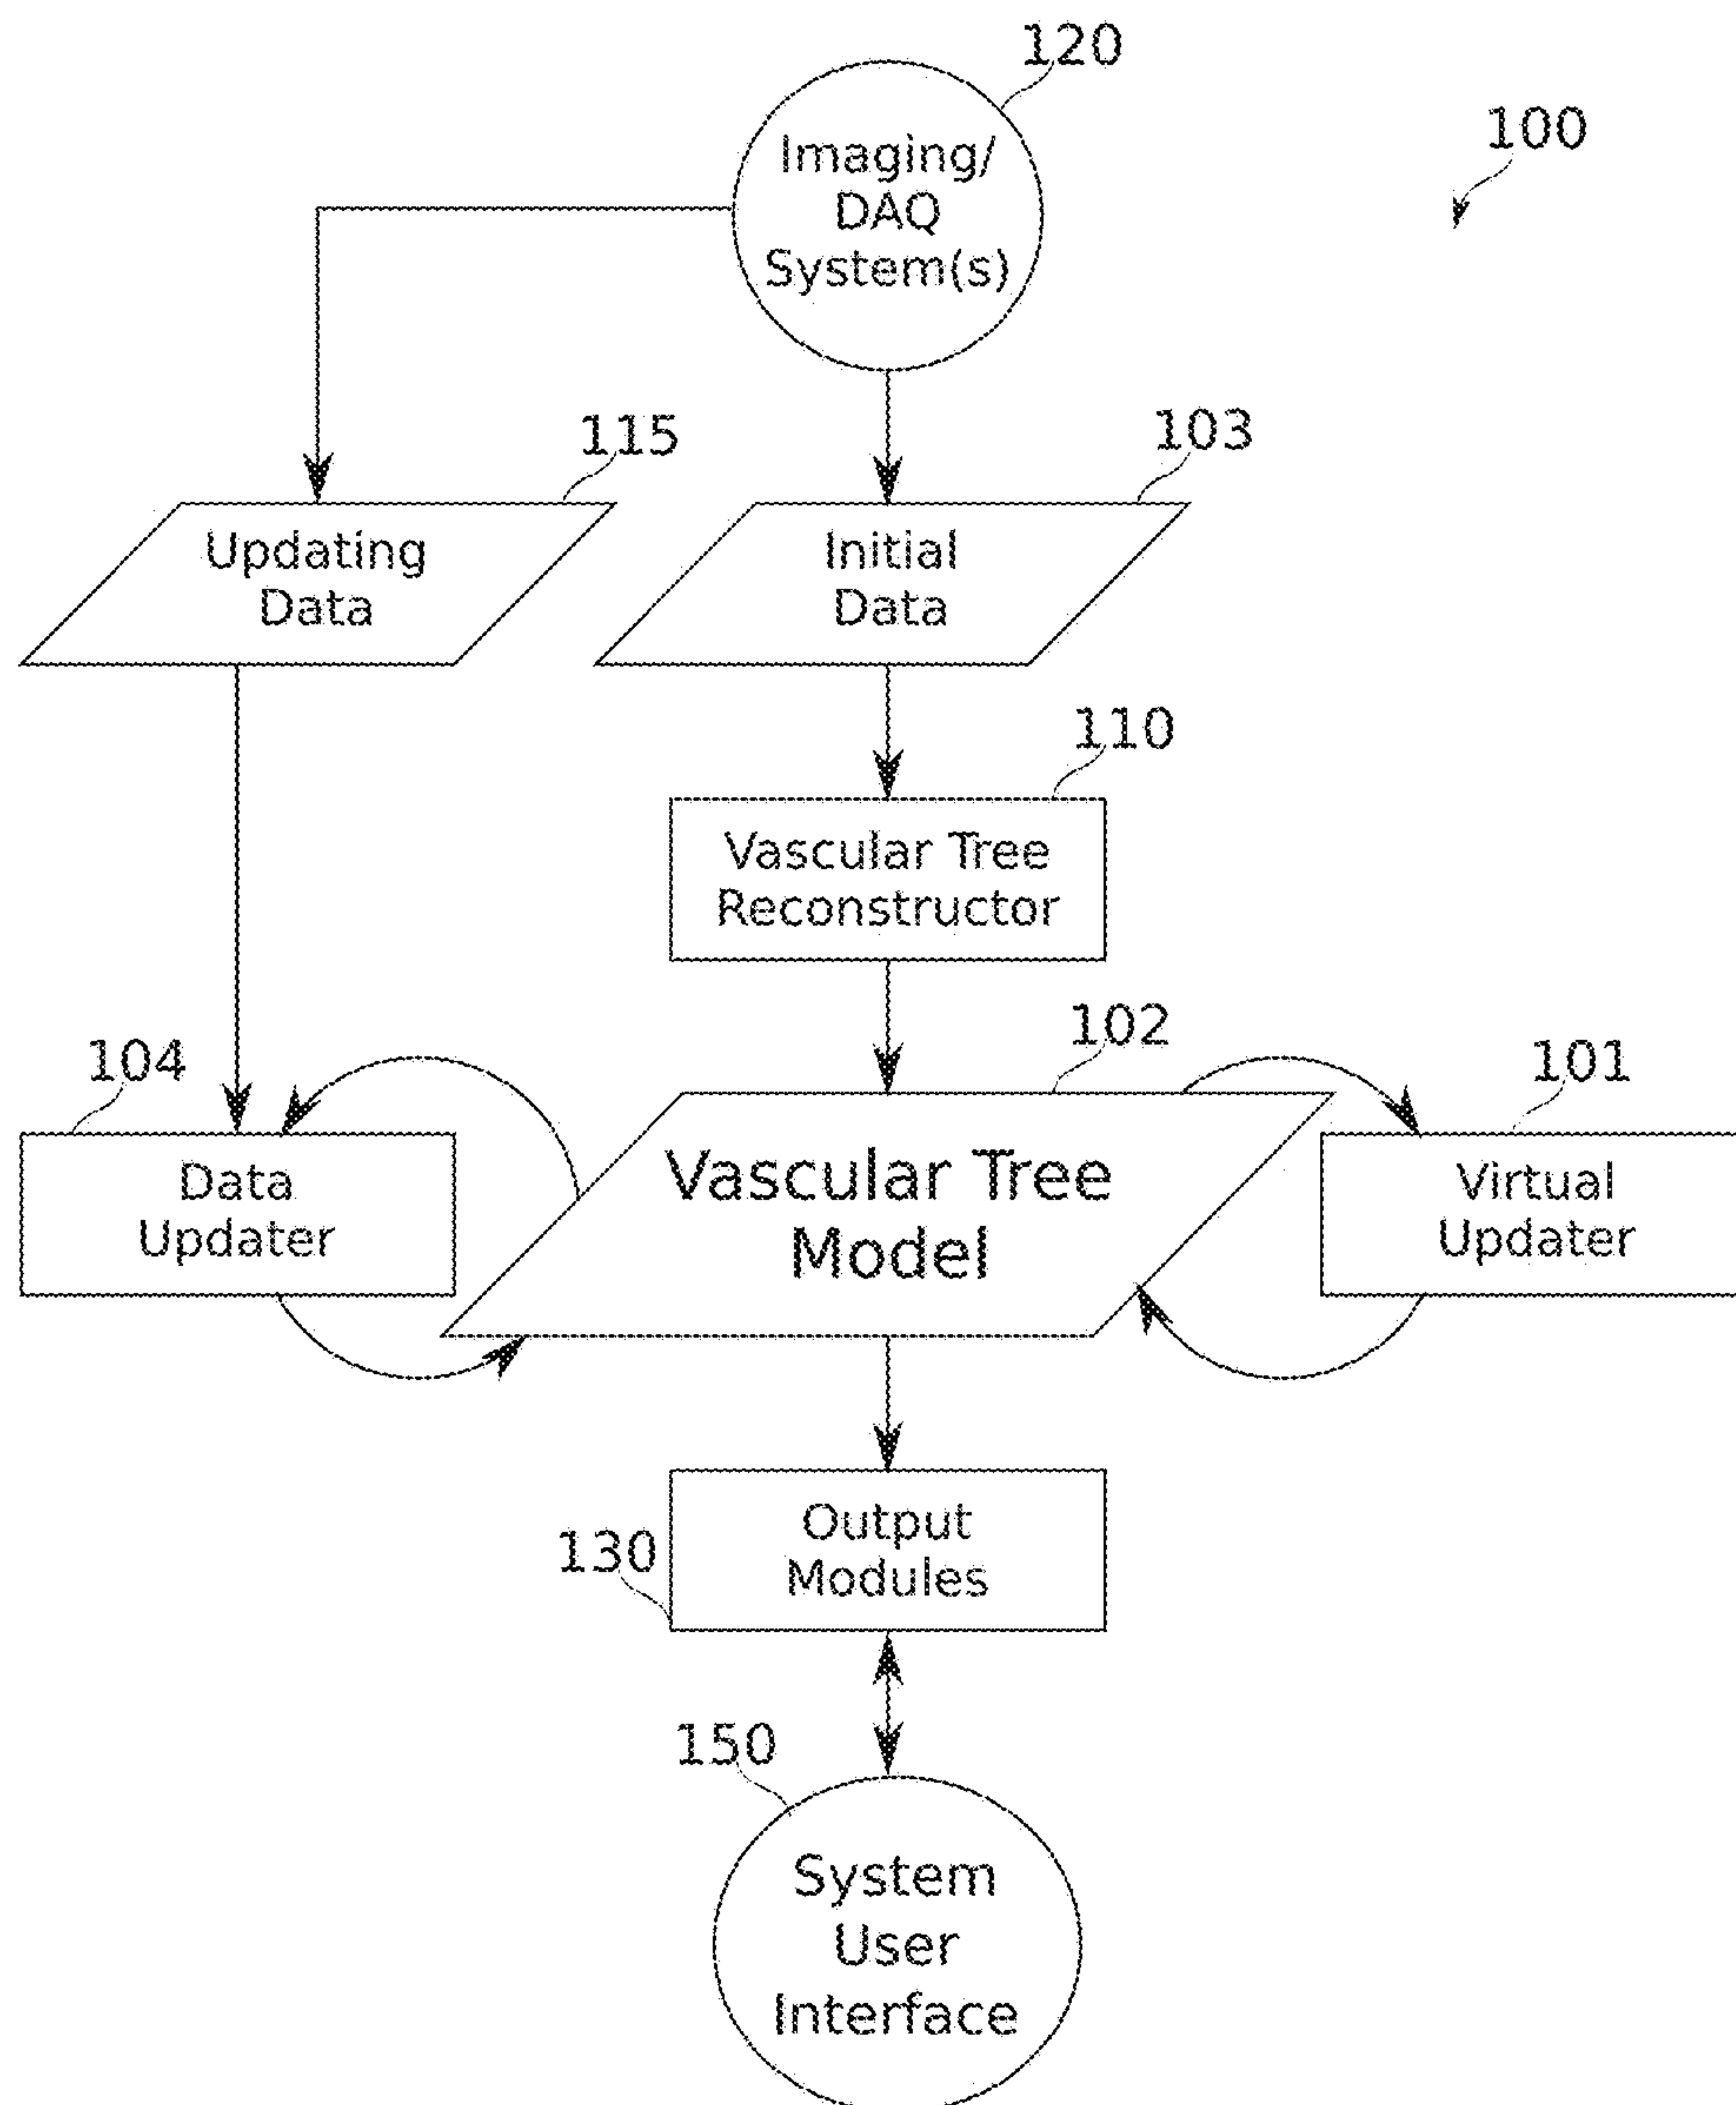 120
Imaging/
DAQ
System(s)
100
115
Updating
Data
103
Initial
Data
110
Vascular Tree
Reconstructor
104
Data
Updater
102
Vascular Tree
Model
101
Virtual
Updater
130
Output
Modules
150
System
User
Interface